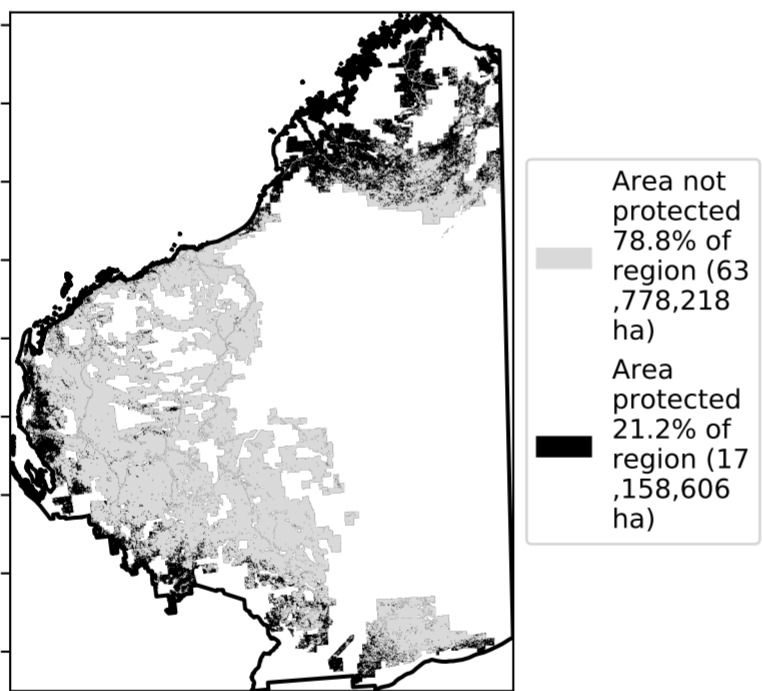 Area not
protected
78.8% of
region (63
,778,218
ha)
Area
protected
21.2% of
region (17
,158,606
ha)